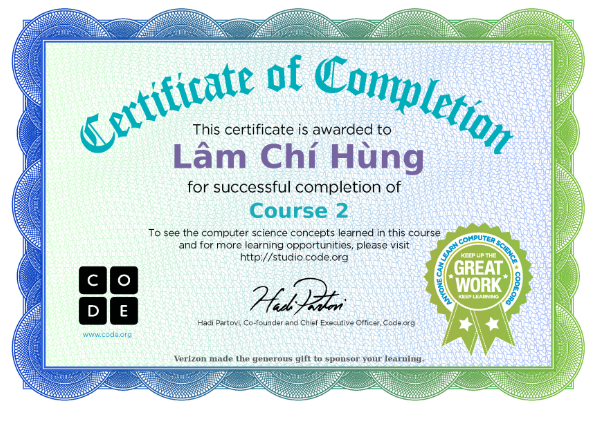 Certificate of Completion
This certificate is awarded to
Lâm Chí Hùng
for successful completion of
Course 2
To see the computer science concepts learned in this course
and for more learning opportunities, please visit
http://studio.code.org
ANYONE CAN LEARN COMPUTER SCIENCE • CODE.ORG
KEEP UP THE
GREAT
WORK
KEEP LEARNING
C O
D E
www.code.org
Hadi Partovi
Hadi Partovi, Co-founder and Chief Executive Officer, Code.org
Verizon made the generous gift to sponsor your learning.